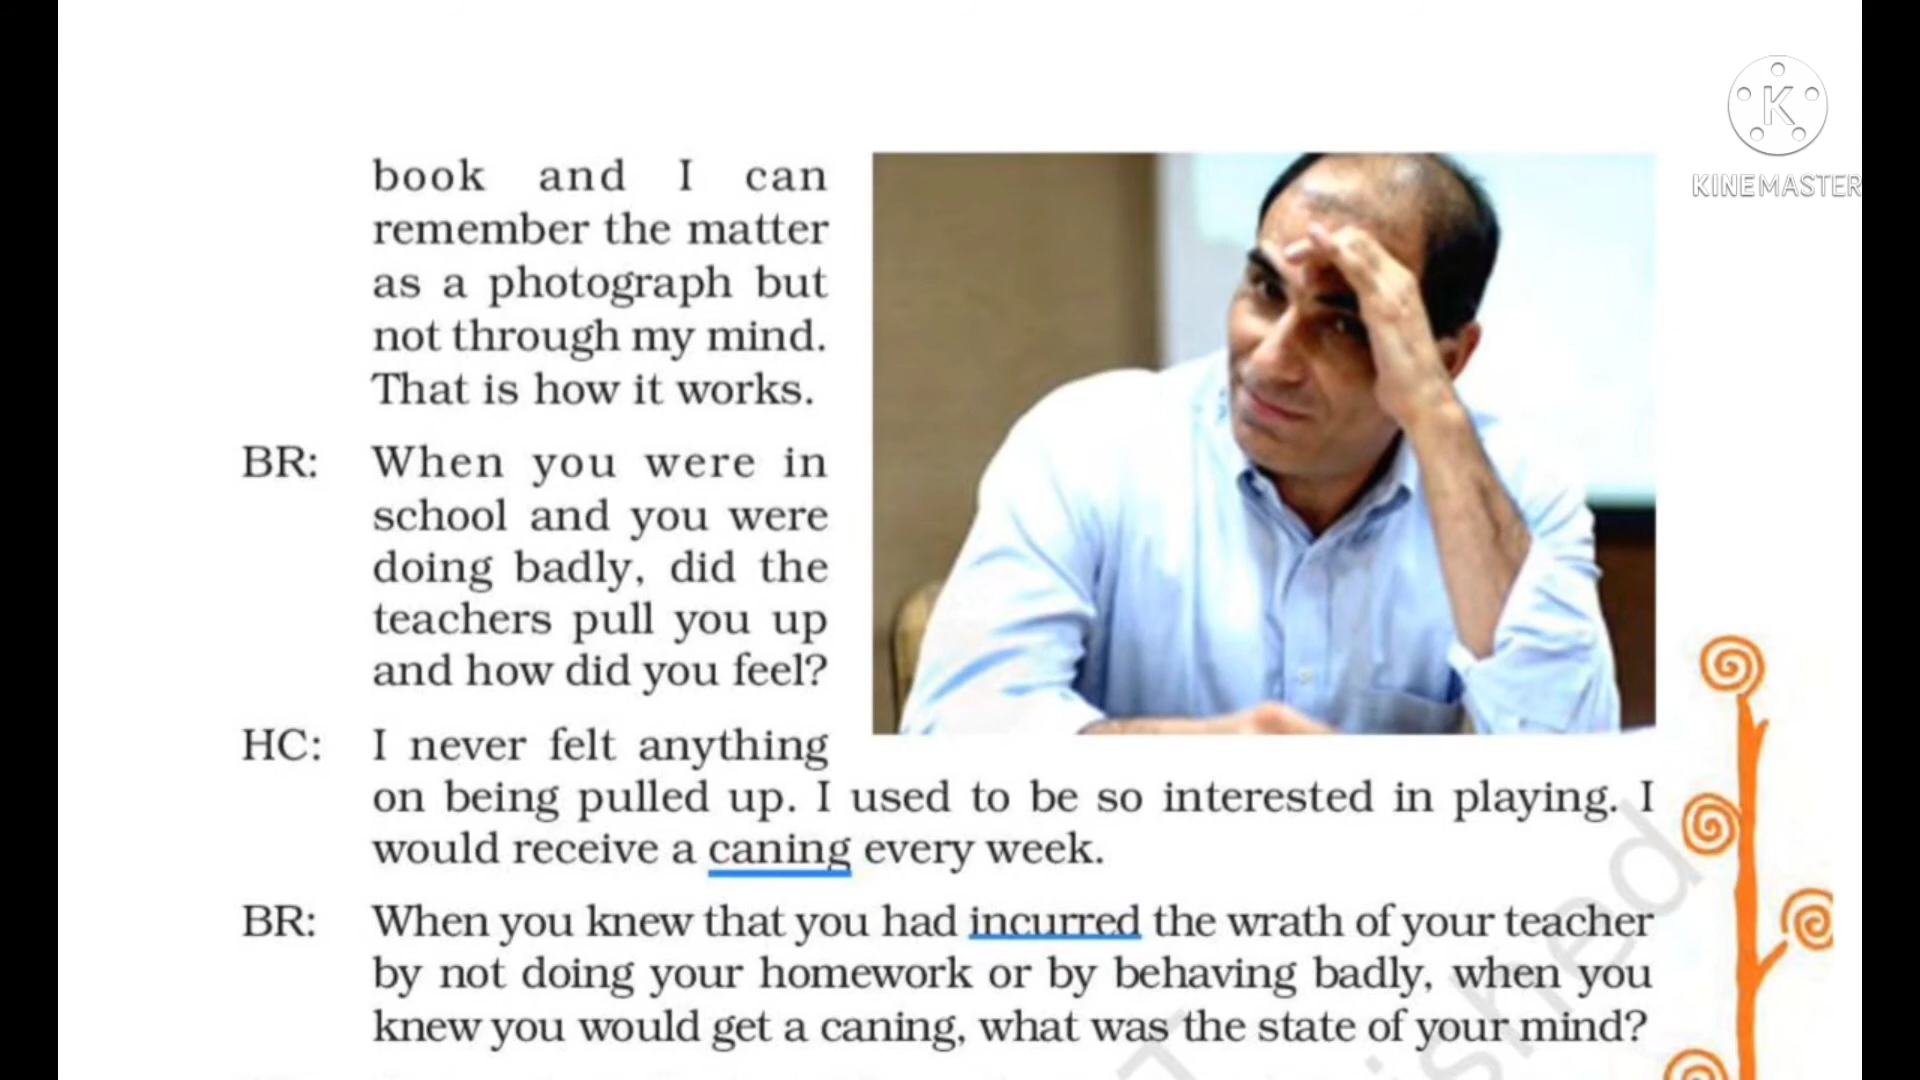 K
KINEMASTER
book and I can
remember the matter
as a photograph but
not through my mind.
That is how it works.
BR: When you were in
school and you were
doing badly, did the
teachers pull you up
and how did you feel?
HC: I never felt anything
on being pulled up. I used to be so interested in playing. I
would receive a caning every week.
BR: When you knew that you had incurred the wrath of your teacher
by not doing your homework or by behaving badly, when you
knew you would get a caning, what was the state of your mind?